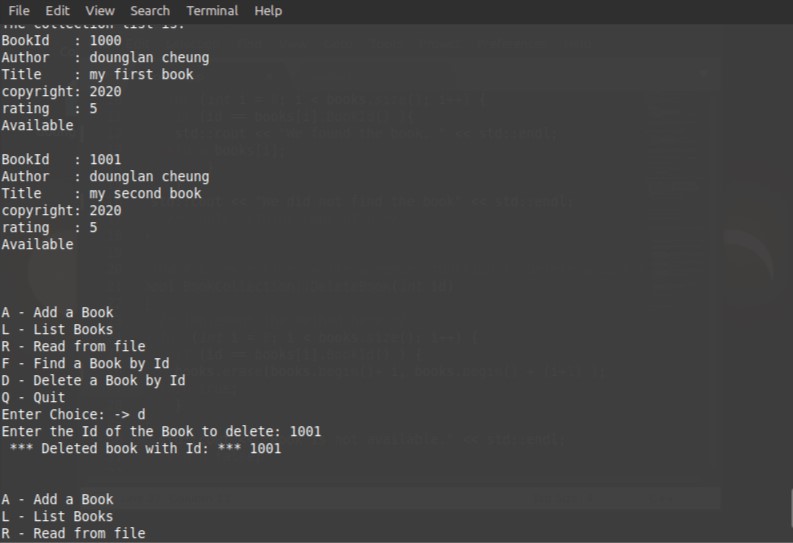 File Edit View Search Terminal Help
The collection list is:
BookId   : 1000
Author   : dounglan cheung
Title    : my first book
copyright: 2020
rating   : 5
Available
BookId   : 1001
Author   : dounglan cheung
Title    : my second book
copyright: 2020
rating   : 5
Available
A - Add a Book
L - List Books
R - Read from file
F - Find a Book by Id
D - Delete a Book by Id
Q - Quit
Enter Choice: -> d
Enter the Id of the Book to delete: 1001
 *** Deleted book with Id: *** 1001
A - Add a Book
L - List Books
R - Read from file